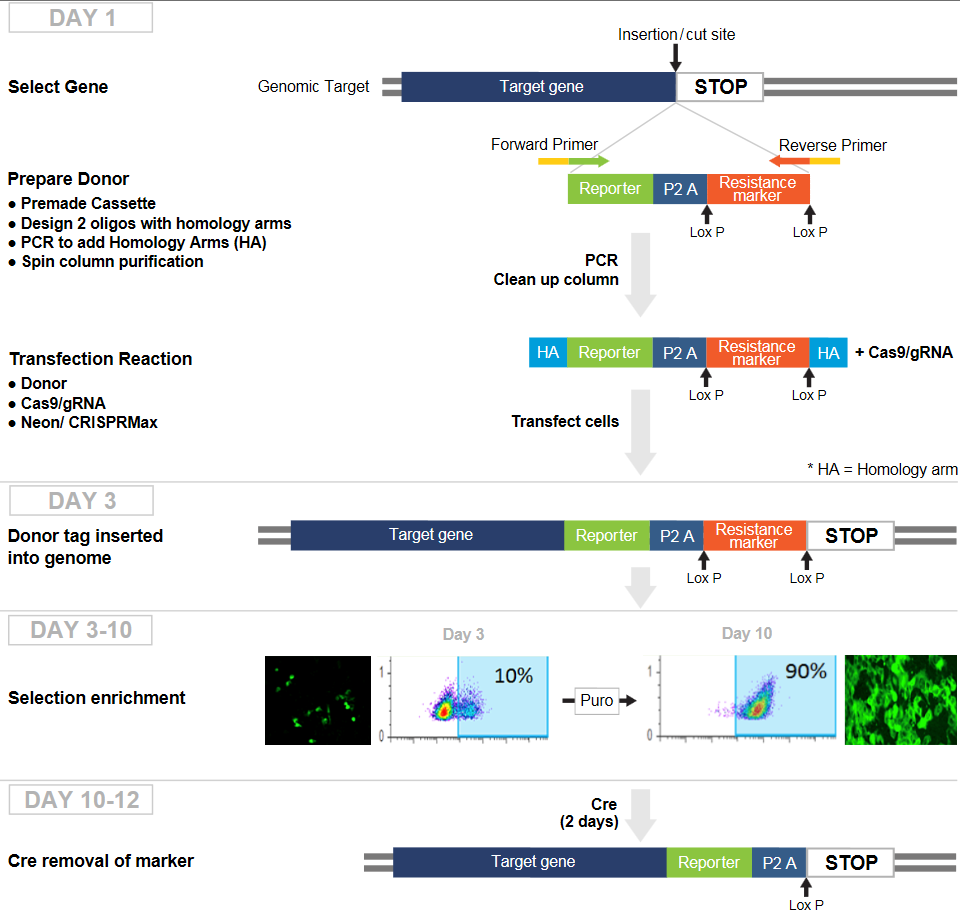 DAY 1
Insertion/cut site
Select Gene
Genomic Target
Target gene
STOP
Forward Primer
Reverse Primer
Prepare Donor
● Premade Cassette
● Design 2 oligos with homology arms
● PCR to add Homology Arms (HA)
● Spin column purification
Reporter
P2 A
Resistance
marker
Lox P
Lox P
PCR
Clean up column
Transfection Reaction
● Donor
● Cas9/gRNA
● Neon/ CRISPRMax
HA
Reporter
P2 A
Resistance
marker
HA
+ Cas9/gRNA
Lox P
Lox P
Transfect cells
* HA = Homology arm
DAY 3
Donor tag inserted
into genome
Target gene
Reporter
P2 A
Resistance
marker
STOP
Lox P
Lox P
DAY 3-10
Day 3
Day 10
Selection enrichment
1
0
10%
Puro
1
0
90%
DAY 10-12
Cre
(2 days)
Cre removal of marker
Target gene
Reporter
P2 A
STOP
Lox P